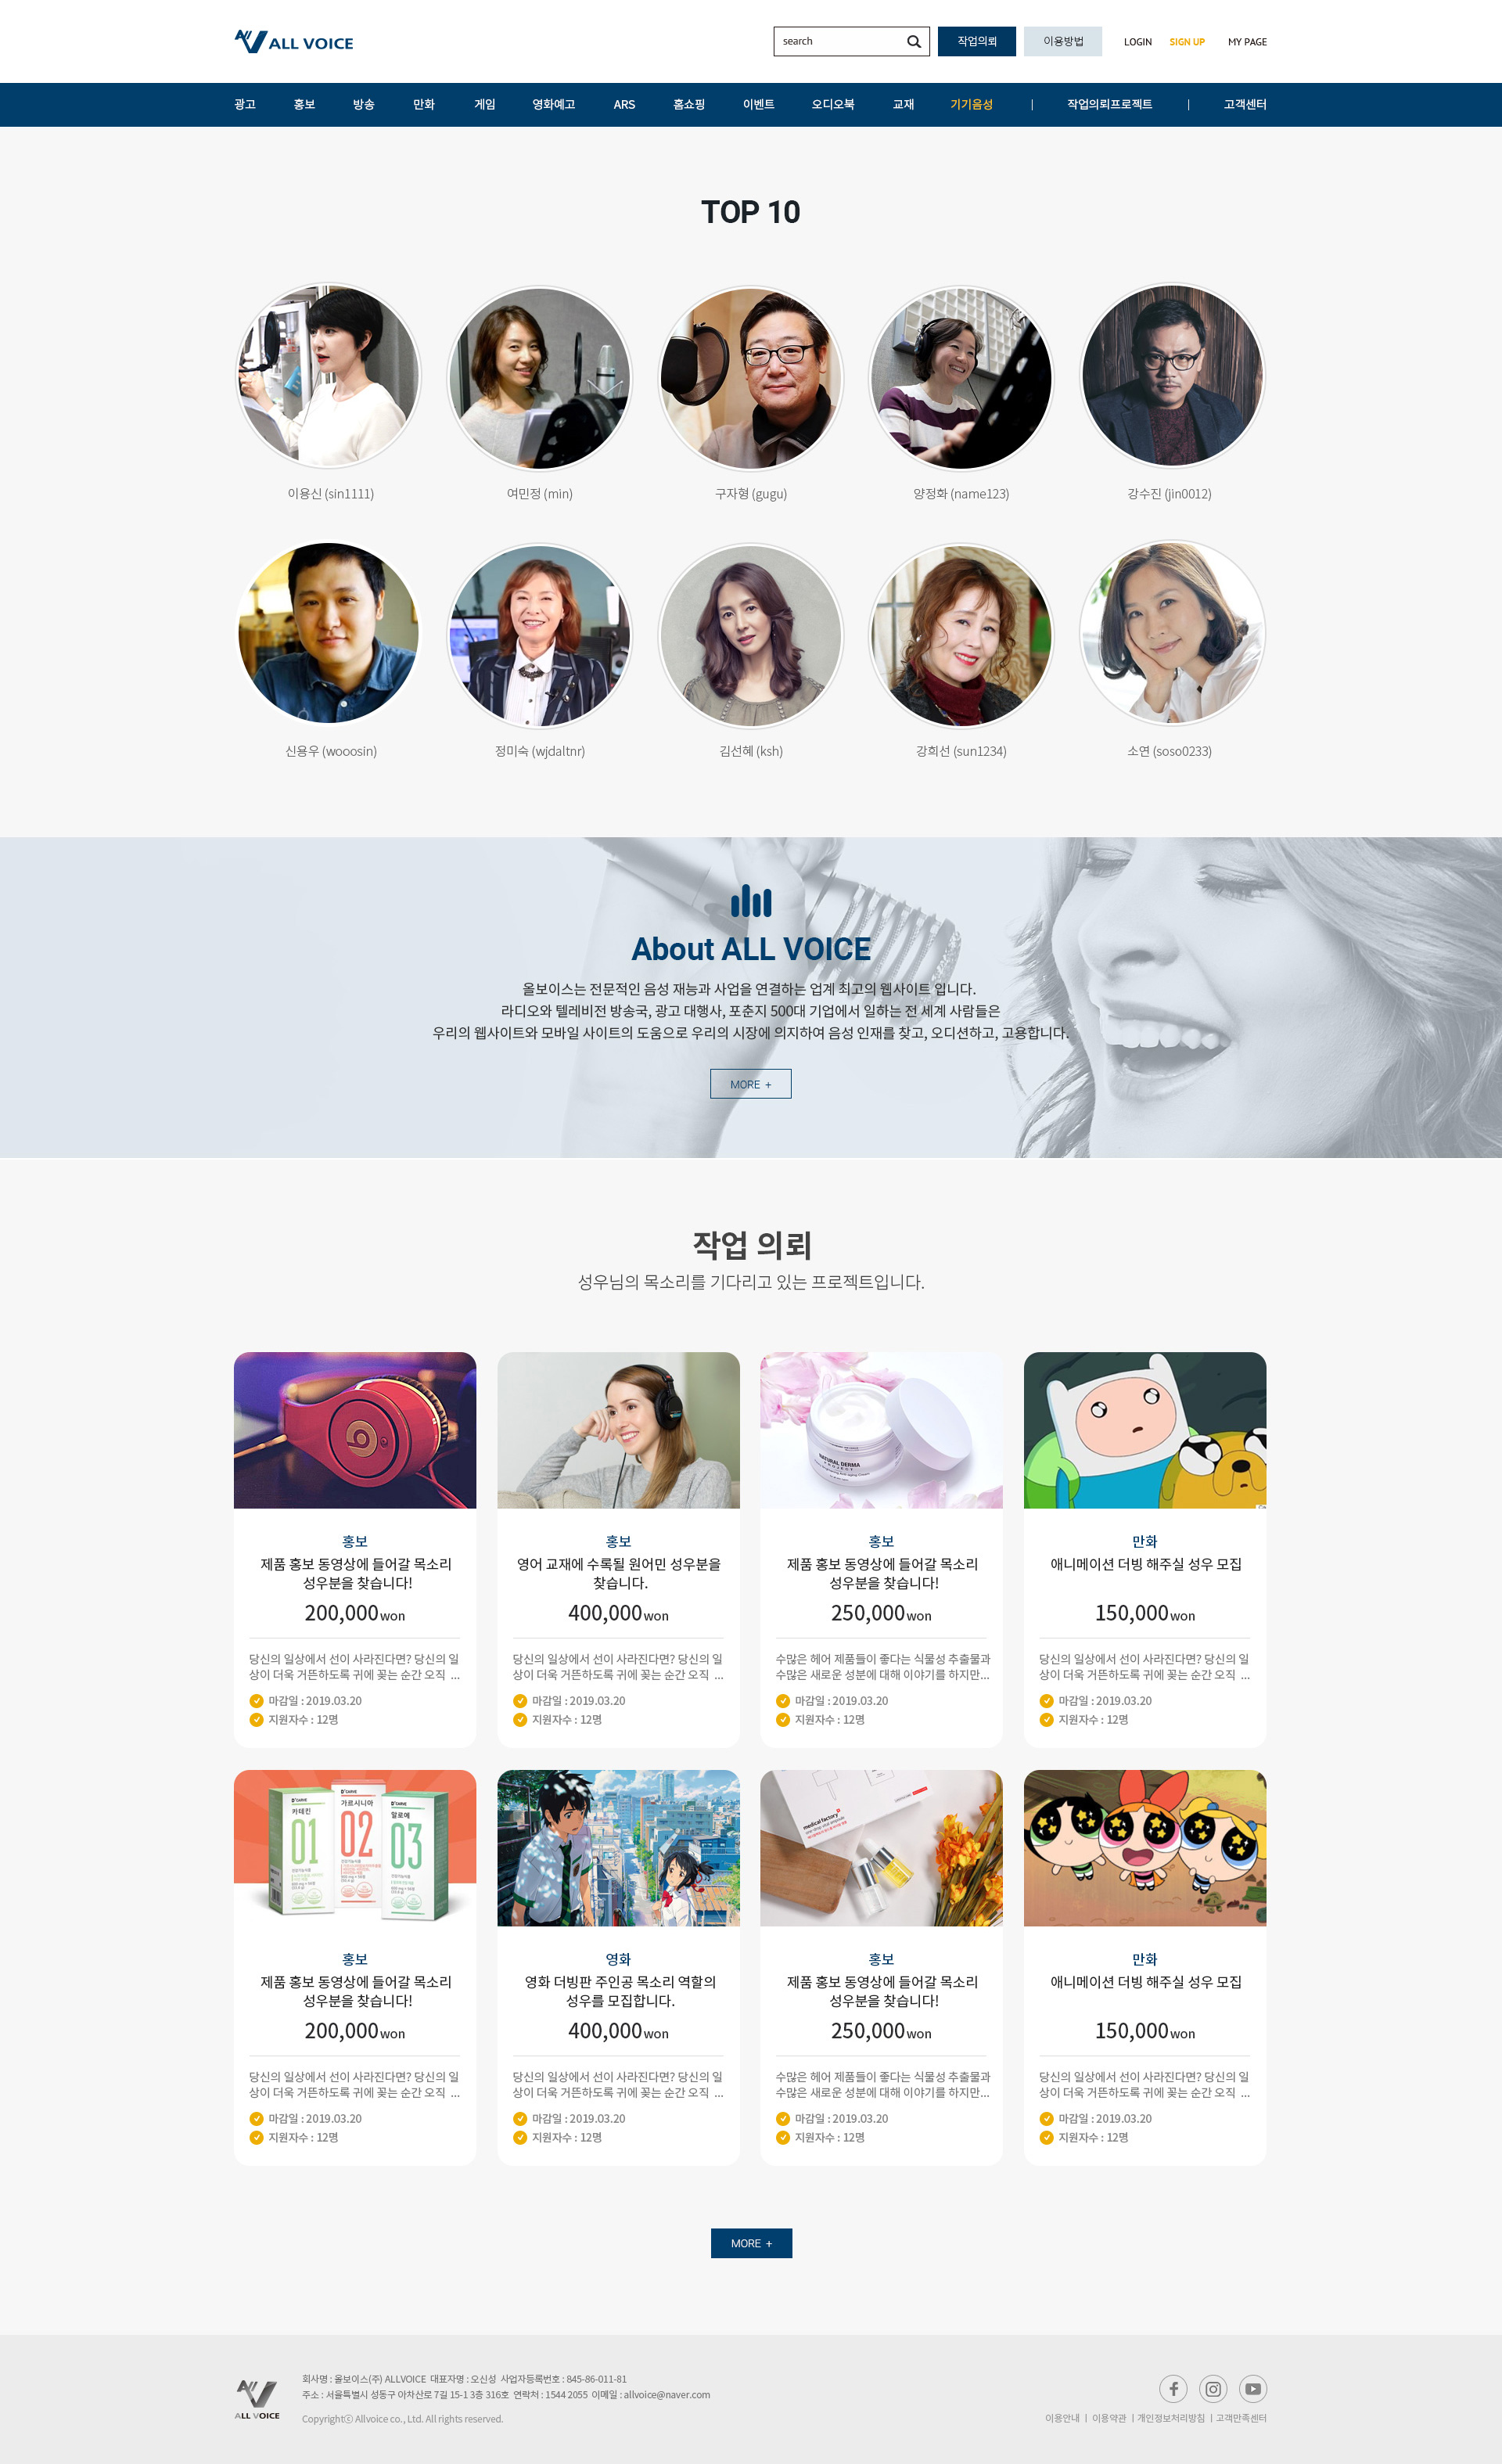 ALL VOICE
search
작업의뢰
이용방법
LOGIN
SIGN UP
MY PAGE
광고 홍보 방송 만화 게임 영화예고 ARS 홈쇼핑 이벤트 오디오북 교재 기기음성 | 작업의뢰프로젝트 | 고객센터
TOP 10
이용신 (sin1111)
여민정 (min)
구자형 (gugu)
양정화 (name123)
강수진 (jin0012)
신용우 (wooosin)
정미숙 (wjdaltnr)
김선혜 (ksh)
강희선 (sun1234)
소연 (soso0233)
About ALL VOICE
올보이스는 전문적인 음성 재능과 사업을 연결하는 업계 최고의 웹사이트 입니다.
라디오와 텔레비전 방송국, 광고 대행사, 포춘지 500대 기업에서 일하는 전 세계 사람들은
우리의 웹사이트와 모바일 사이트의 도움으로 우리의 시장에 의지하여 음성 인재를 찾고, 오디션하고, 고용합니다.
MORE +
작업 의뢰
성우님의 목소리를 기다리고 있는 프로젝트입니다.
홍보
제품 홍보 동영상에 들어갈 목소리
성우분을 찾습니다!
200,000 won
당신의 일상에서 선이 사라진다면? 당신의 일
상이 더욱 거뜬하도록 귀에 꽂는 순간 오직 ...
마감일 : 2019.03.20
지원자수 : 12명
홍보
영어 교재에 수록될 원어민 성우분을
찾습니다.
400,000 won
당신의 일상에서 선이 사라진다면? 당신의 일
상이 더욱 거뜬하도록 귀에 꽂는 순간 오직 ...
마감일 : 2019.03.20
지원자수 : 12명
NATURAL DERMA
PROJECT
홍보
제품 홍보 동영상에 들어갈 목소리
성우분을 찾습니다!
250,000 won
수많은 헤어 제품들이 좋다는 식물성 추출물과
수많은 새로운 성분에 대해 이야기를 하지만...
마감일 : 2019.03.20
지원자수 : 12명
만화
애니메이션 더빙 해주실 성우 모집
150,000 won
당신의 일상에서 선이 사라진다면? 당신의 일
상이 더욱 거뜬하도록 귀에 꽂는 순간 오직 ...
마감일 : 2019.03.20
지원자수 : 12명
카테킨
01
가르시니아
02
알로에
03
홍보
제품 홍보 동영상에 들어갈 목소리
성우분을 찾습니다!
200,000 won
당신의 일상에서 선이 사라진다면? 당신의 일
상이 더욱 거뜬하도록 귀에 꽂는 순간 오직 ...
마감일 : 2019.03.20
지원자수 : 12명
영화
영화 더빙판 주인공 목소리 역할의
성우를 모집합니다.
400,000 won
당신의 일상에서 선이 사라진다면? 당신의 일
상이 더욱 거뜬하도록 귀에 꽂는 순간 오직 ...
마감일 : 2019.03.20
지원자수 : 12명
medical factory
홍보
제품 홍보 동영상에 들어갈 목소리
성우분을 찾습니다!
250,000 won
수많은 헤어 제품들이 좋다는 식물성 추출물과
수많은 새로운 성분에 대해 이야기를 하지만...
마감일 : 2019.03.20
지원자수 : 12명
만화
애니메이션 더빙 해주실 성우 모집
150,000 won
당신의 일상에서 선이 사라진다면? 당신의 일
상이 더욱 거뜬하도록 귀에 꽂는 순간 오직 ...
마감일 : 2019.03.20
지원자수 : 12명
MORE +
ALL VOICE
회사명 : 올보이스(주) ALLVOICE 대표자명 : 오신성 사업자등록번호 : 845-86-011-81
주소 : 서울특별시 성동구 아차산로 7길 15-1 3층 316호 연락처 : 1544 2055 이메일 : allvoice@naver.com
Copyrightⓒ Allvoice co., Ltd. All rights reserved.
이용안내 | 이용약관 | 개인정보처리방침 | 고객만족센터